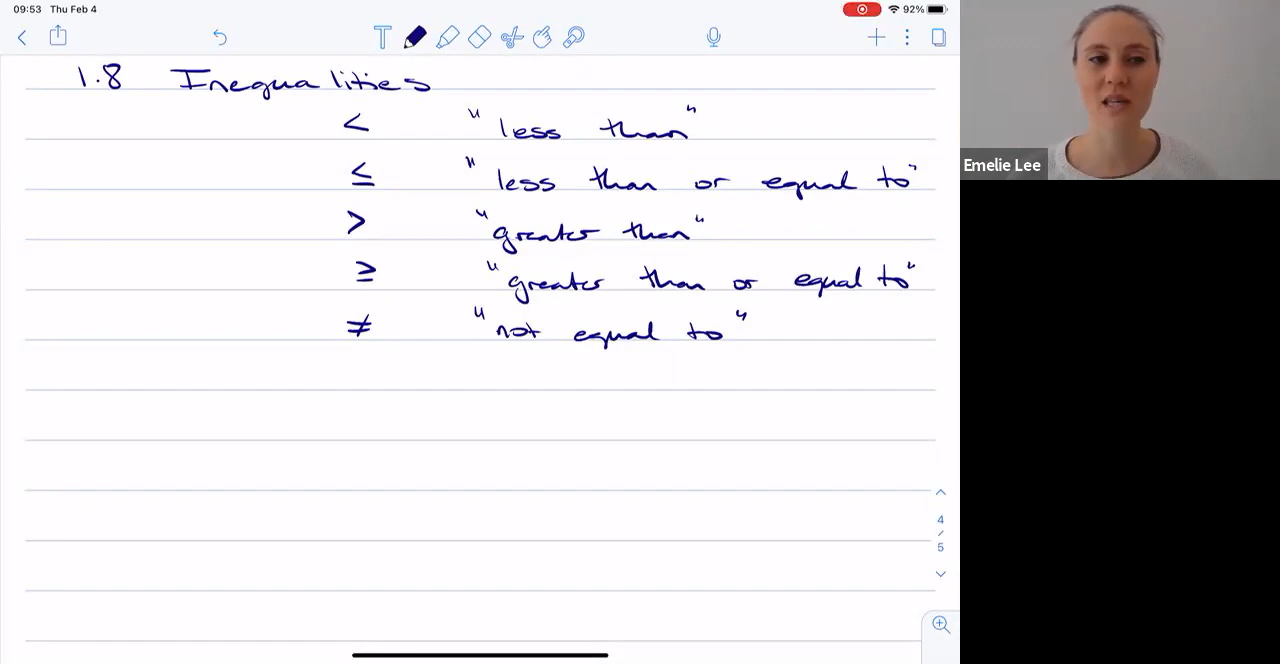 09:53 Thu Feb 4
92%
T
1.8 Inequalities
< "less than"
≤ "less than or equal to"
> "greater than"
≥ "greater than or equal to"
≠ "not equal to"
Emelie Lee
4
/
5